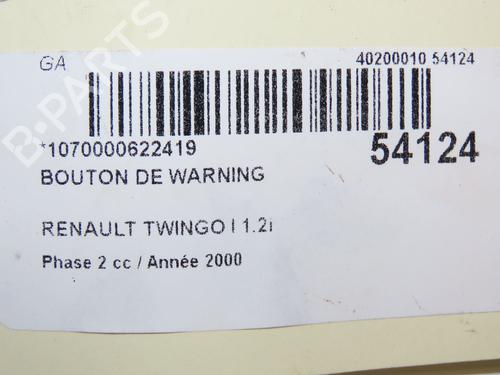 GA 40200010 54124
*1070000622419 54124
BOUTON DE WARNING
RENAULT TWINGO I 1.2i
Phase 2 cc / Année 2000
B-PARTS